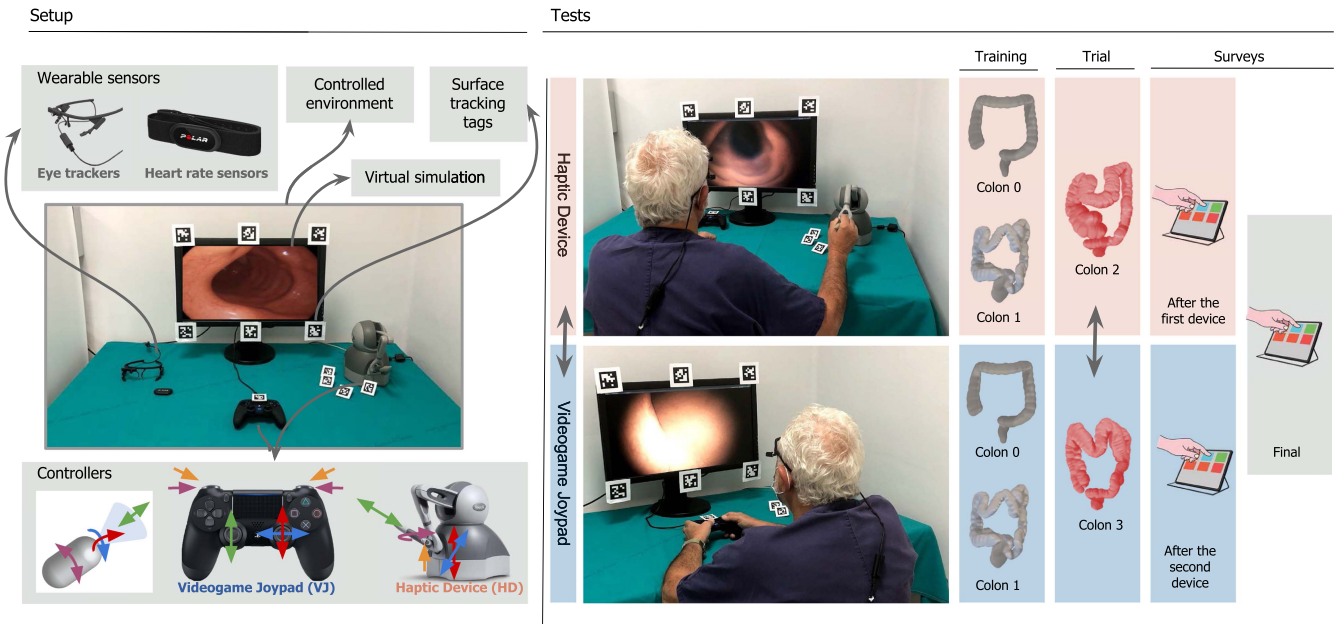 Setup
Wearable sensors
POLAR
Eye trackers
Heart rate sensors
Controlled
environment
Surface
tracking
tags
Virtual simulation
Controllers
Videogame Joypad (VJ)
Haptic Device (HD)
Tests
Training
Trial
Surveys
Haptic Device
Colon 0
Colon 1
Colon 2
After the
first device
Videogame Joypad
Colon 0
Colon 1
Colon 3
After the
second
device
Final